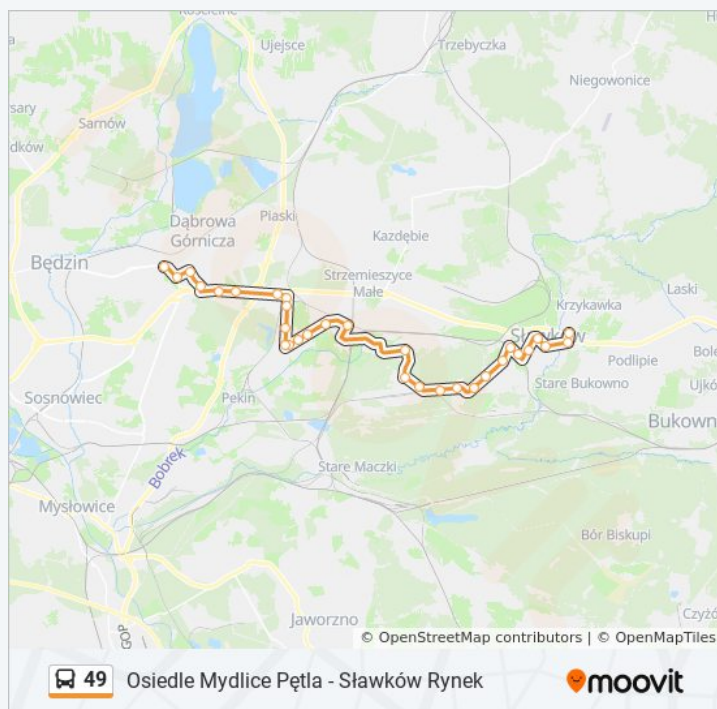 Ujejsce
Trzebyczka
Niegowonice
Sarnów
Dąbrowa
Górnicza
Piaski
Będzin
Kazdębie
Strzemieszyce
Małe
Krzykawka
Laski
Sławków
Podlipie
Stare Bukowno
Sosnowiec
Pekin
Bobrek
Stare Maczki
Mysłowice
Bór Biskupi
Jaworzno
© OpenStreetMap contributors | © OpenMapTiles
49 Osiedle Mydlice Pętla - Sławków Rynek
moovit